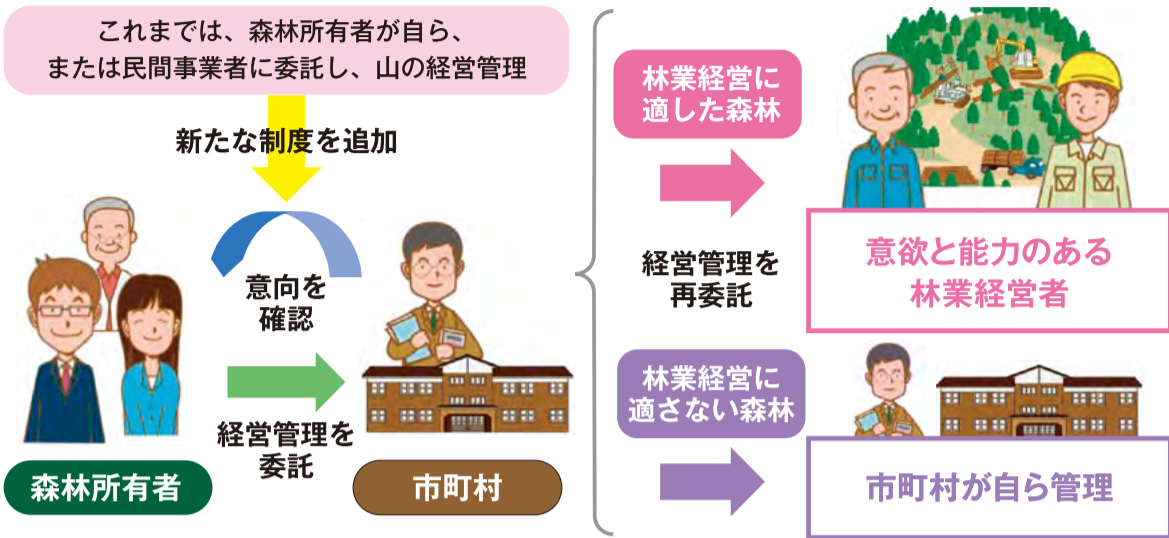 これまでは、森林所有者が自ら、
または民間事業者に委託し、山の経営管理
新たな制度を追加
意向を
確認
経営管理を
委託
森林所有者
市町村
林業経営に
適した森林
経営管理を
再委託
意欲と能力のある
林業経営者
林業経営に
適さない森林
市町村が自ら管理